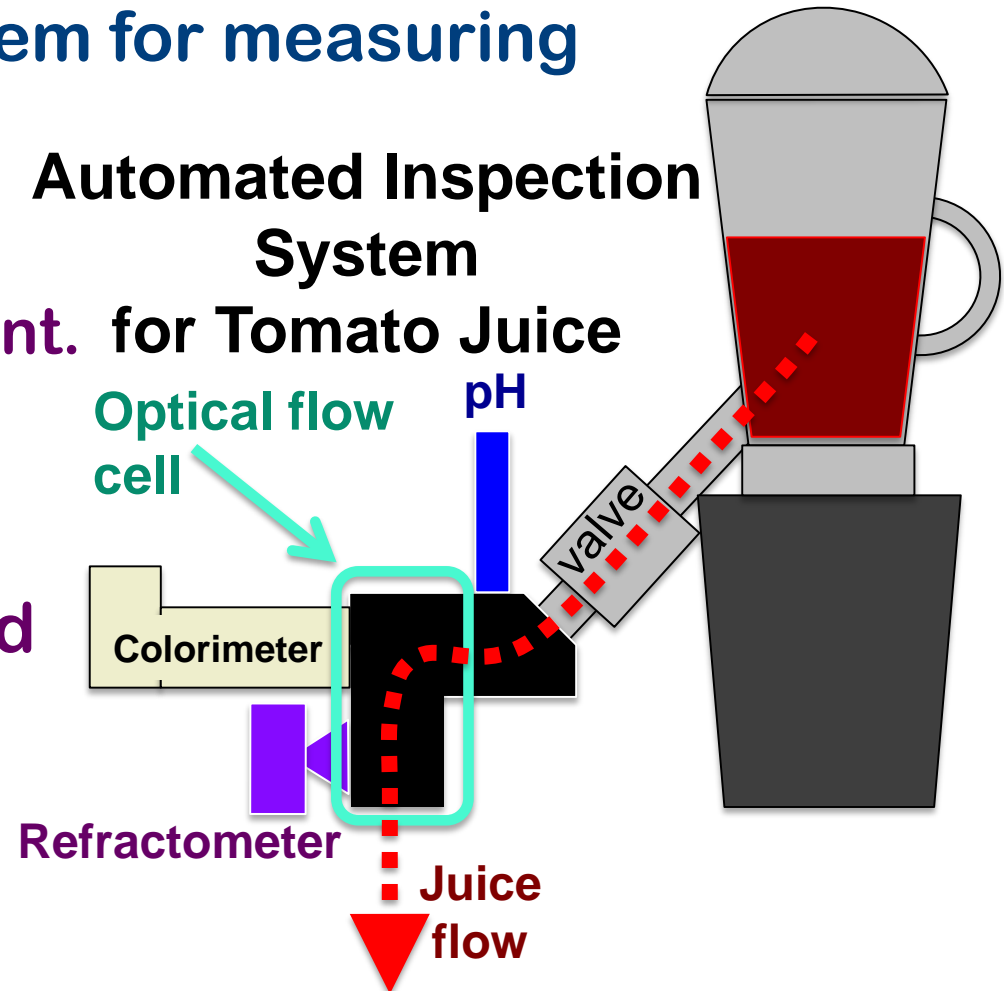 em for measuring
Automated Inspection
System
nt. for Tomato Juice
Optical flow
cell
pH
valve
d
Colorimeter
Refractometer
Juice
flow